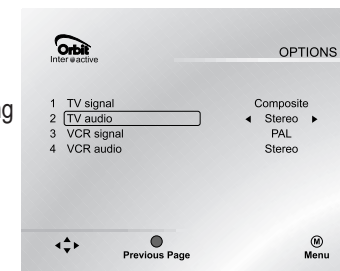 Orbit
Inter active
OPTIONS
1 TV signal Composite
2 TV audio Stereo
3 VCR signal PAL
4 VCR audio Stereo
Previous Page
M
Menu